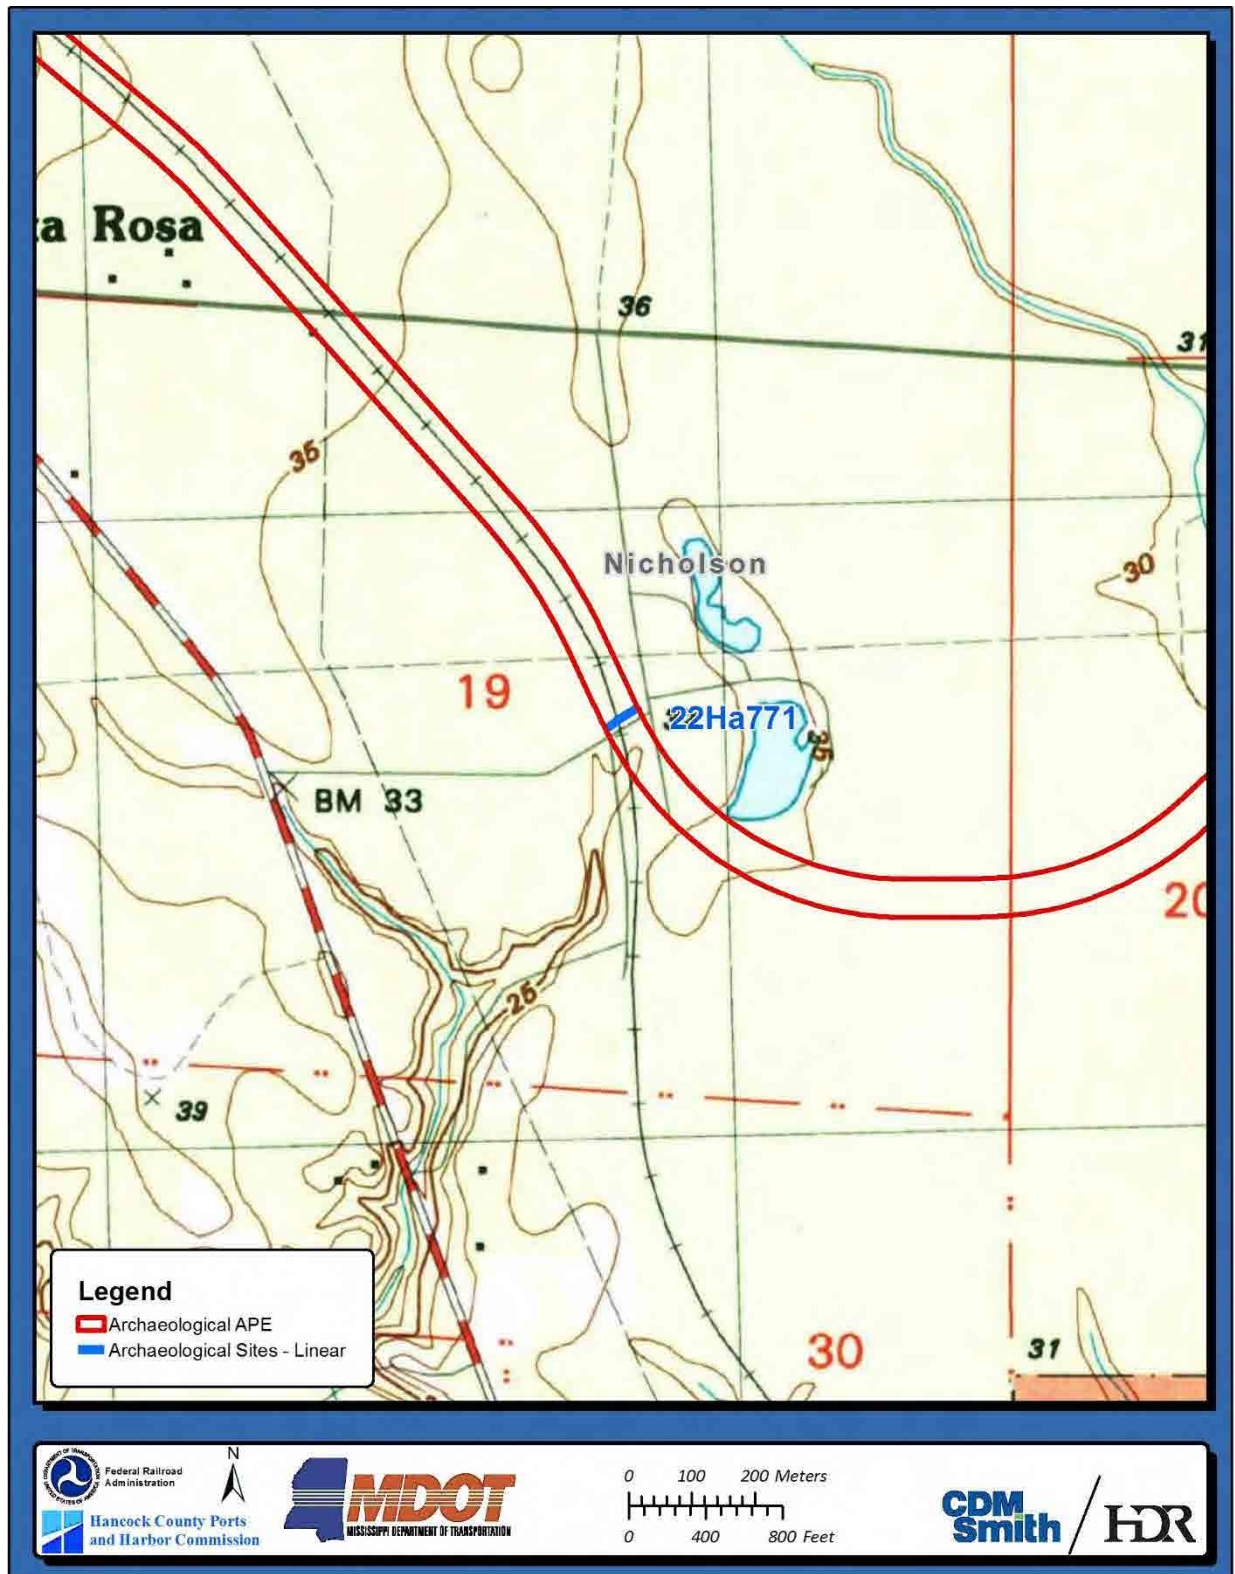 ta Rosa
36
31
35
Nicholson
30
19
22Ha771
35
BM 33
20
25
39
30
31
Legend
Archaeological APE
Archaeological Sites - Linear
Federal Railroad
Administration
Hancock County Ports
and Harbor Commission
N
MDOT
MISSISSIPPI DEPARTMENT OF TRANSPORTATION
0 100 200 Meters
0 400 800 Feet
CDM
Smith
HDR